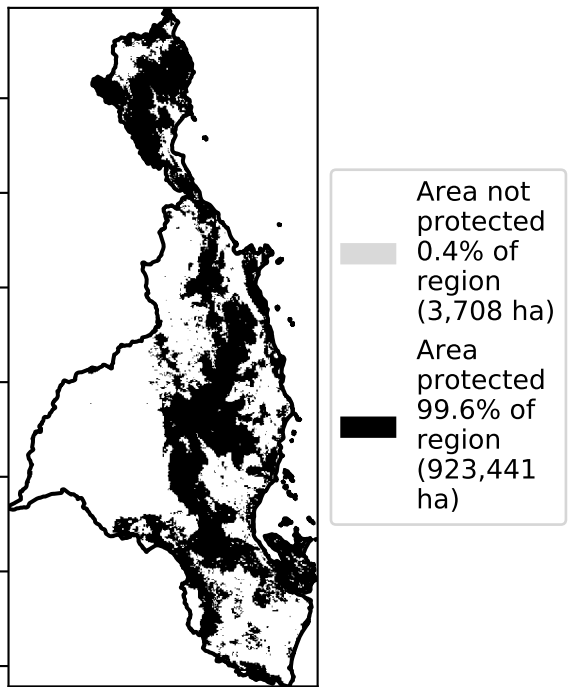 Area not
protected
0.4% of
region
(3,708 ha)
Area
protected
99.6% of
region
(923,441
ha)